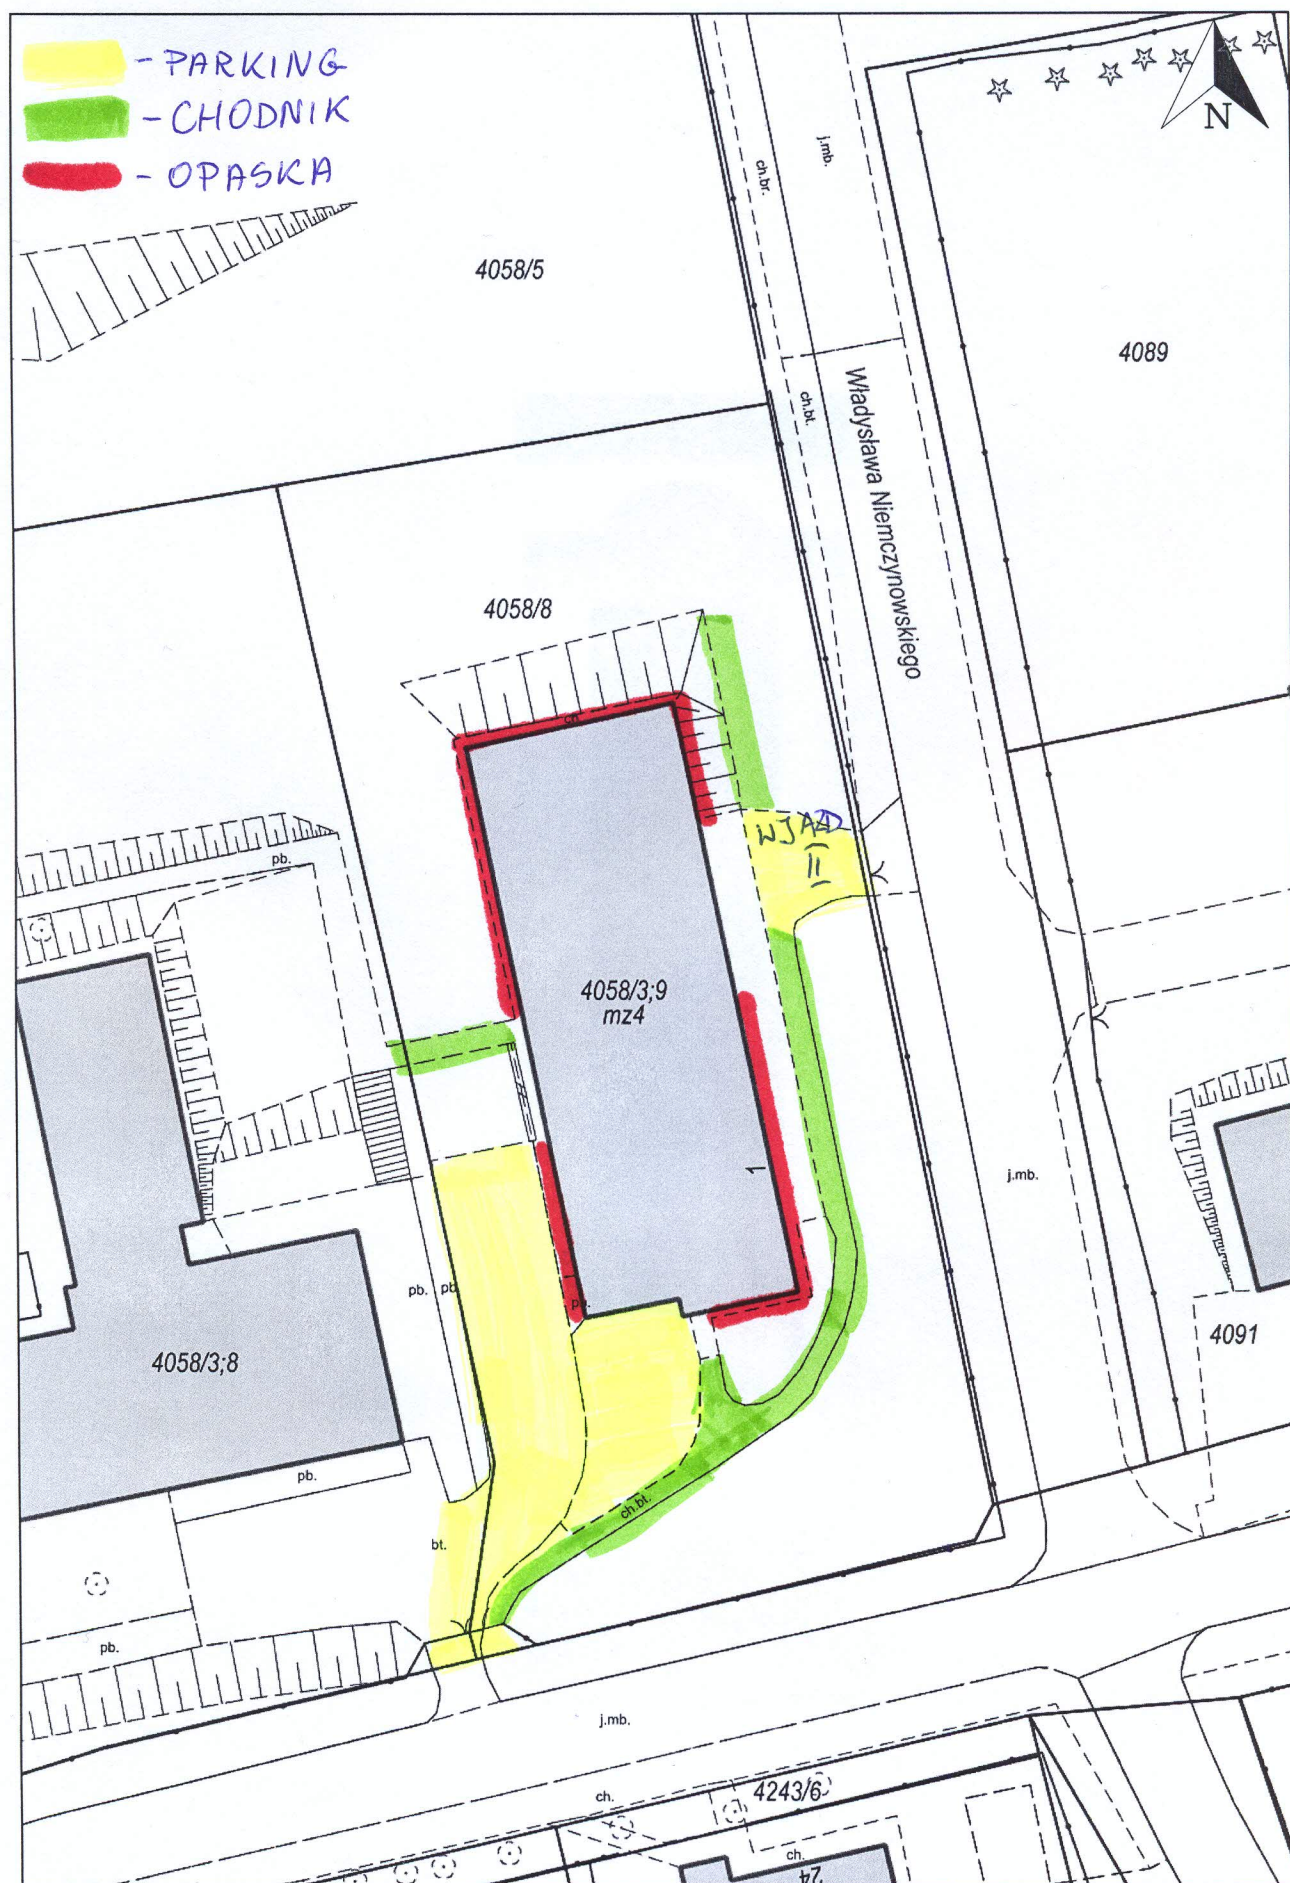 - PARKING
- CHODNIK
- OPASKA
N
j.mb.
ch.br.
4058/5
4089
Władysława Niemczynowskiego
ch.bt.
4058/8
ch.
WJAZD
II
pb.
4058/3;9
mz4
1
j.mb.
pb. pb.
pb.
4058/3;8
4091
pb.
ch.bt.
bt.
pb.
j.mb.
ch.
4243/6
ch.
24